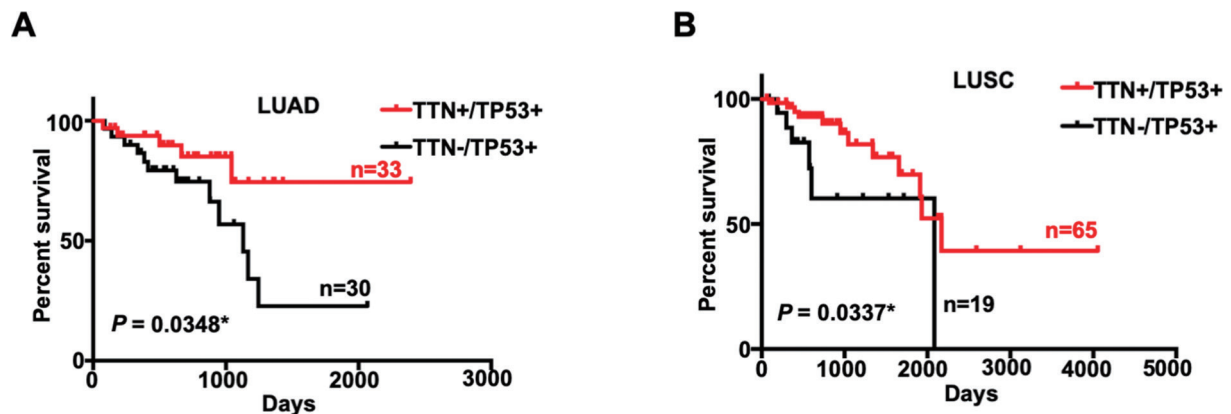 A
LUAD
TTN+/TP53+
TTN-/TP53+
Percent survival
100
50
0
n=33
n=30
P = 0.0348*
0 1000 2000 3000
Days
B
LUSC
TTN+/TP53+
TTN-/TP53+
Percent survival
100
50
0
n=65
n=19
P = 0.0337*
0 1000 2000 3000 4000 5000
Days